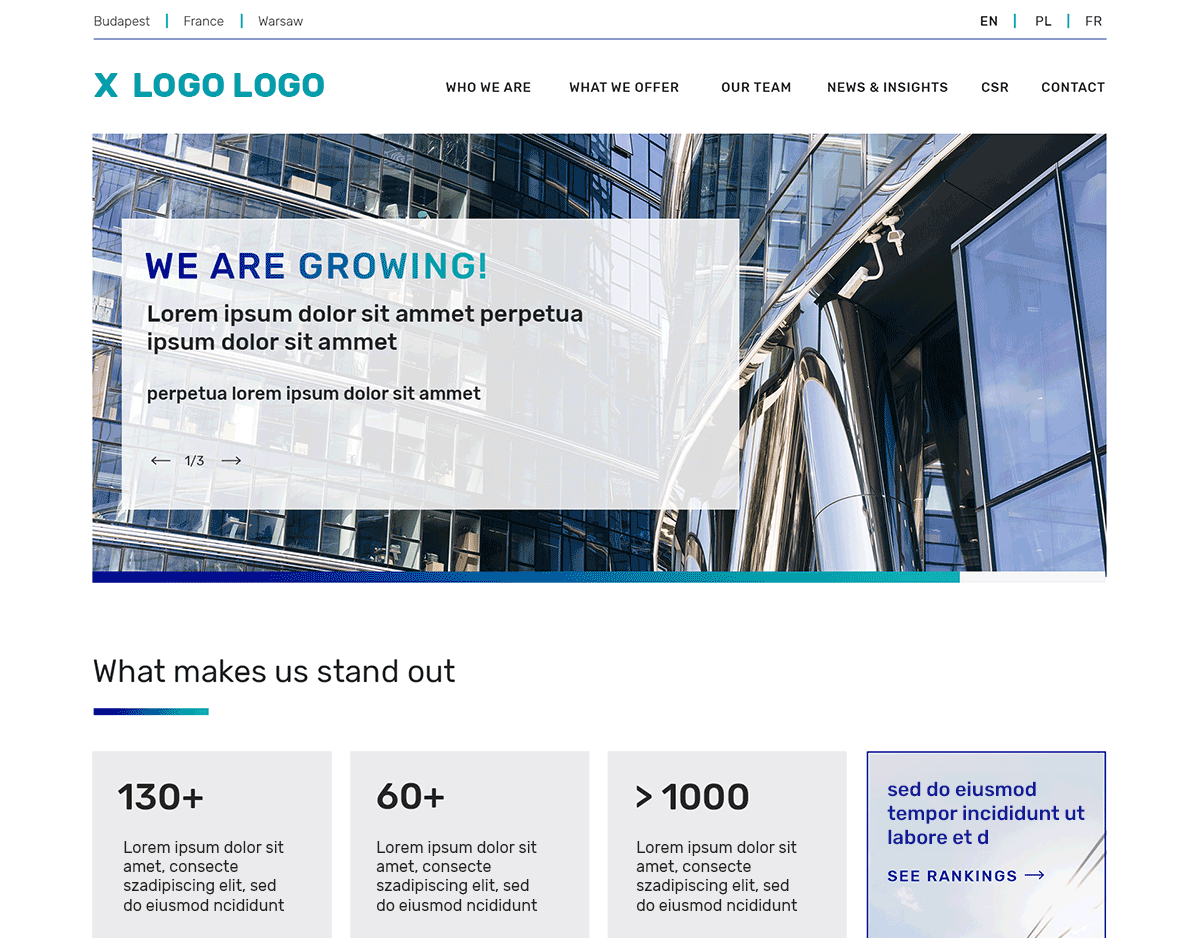 Budapest | France | Warsaw
EN | PL | FR
X LOGO LOGO
WHO WE ARE
WHAT WE OFFER
OUR TEAM
NEWS & INSIGHTS
CSR
CONTACT
WE ARE GROWING!
Lorem ipsum dolor sit ammet perpetua
ipsum dolor sit ammet
perpetua lorem ipsum dolor sit ammet
← 1/3 →
What makes us stand out
130+
Lorem ipsum dolor sit
amet, consecte
szadipiscing elit, sed
do eiusmod ncididunt
60+
Lorem ipsum dolor sit
amet, consecte
szadipiscing elit, sed
do eiusmod ncididunt
> 1000
Lorem ipsum dolor sit
amet, consecte
szadipiscing elit, sed
do eiusmod ncididunt
sed do eiusmod
tempor incididunt ut
labore et d
SEE RANKINGS →